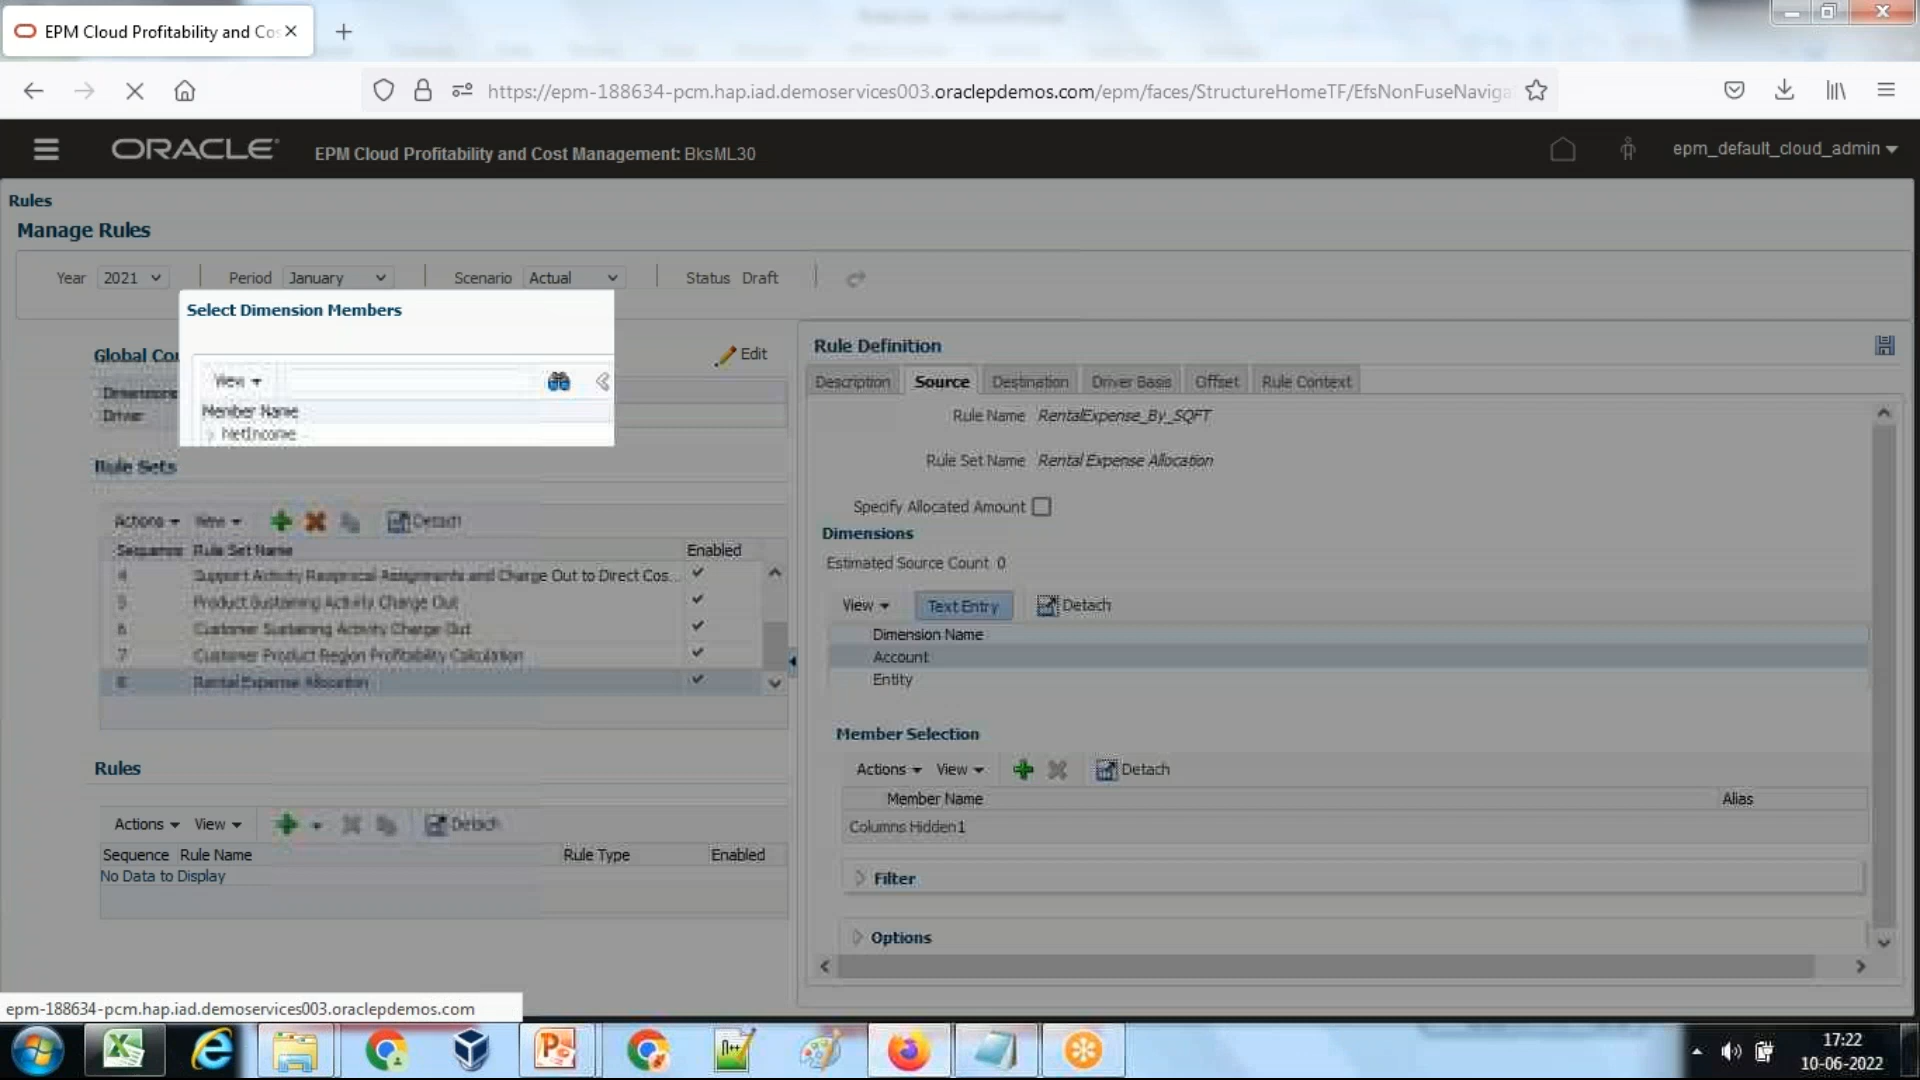 EPM Cloud Profitability and Cos
https://epm-188634-pcm.hap.iad.demoservices003.oraclepdemos.com/epm/faces/StructureHomeTF/EfsNonFuseNaviga
ORACLE EPM Cloud Profitability and Cost Management: BksML30
epm_default_cloud_admin
Rules
Manage Rules
Year 2021 Period January Scenario Actual Status Draft
Select Dimension Members
View
Member Name
NetIncome
Global Cou Edit
Dimensions
Driver
Rule Sets
Actions View Detach
Sequence Rule Set Name Enabled
4 Support Activity Reciprocal Assignments and Charge Out to Direct Cos...
5 Product Sustaining Activity Charge Out
6 Customer Sustaining Activity Charge Out
7 Customer Product Region Profitability Calculation
8 Rental Expense Allocation
Rules
Actions View Detach
Sequence Rule Name Rule Type Enabled
No Data to Display
Rule Definition
Description Source Destination Driver Basis Offset Rule Context
Rule Name RentalExpense_By_SQFT
Rule Set Name Rental Expense Allocation
Specify Allocated Amount
Dimensions
Estimated Source Count 0
View Text Entry Detach
Dimension Name
Account
Entity
Member Selection
Actions View Detach
Member Name Alias
Columns Hidden 1
Filter
Options
epm-188634-pcm.hap.iad.demoservices003.oraclepdemos.com
17:22
10-06-2022